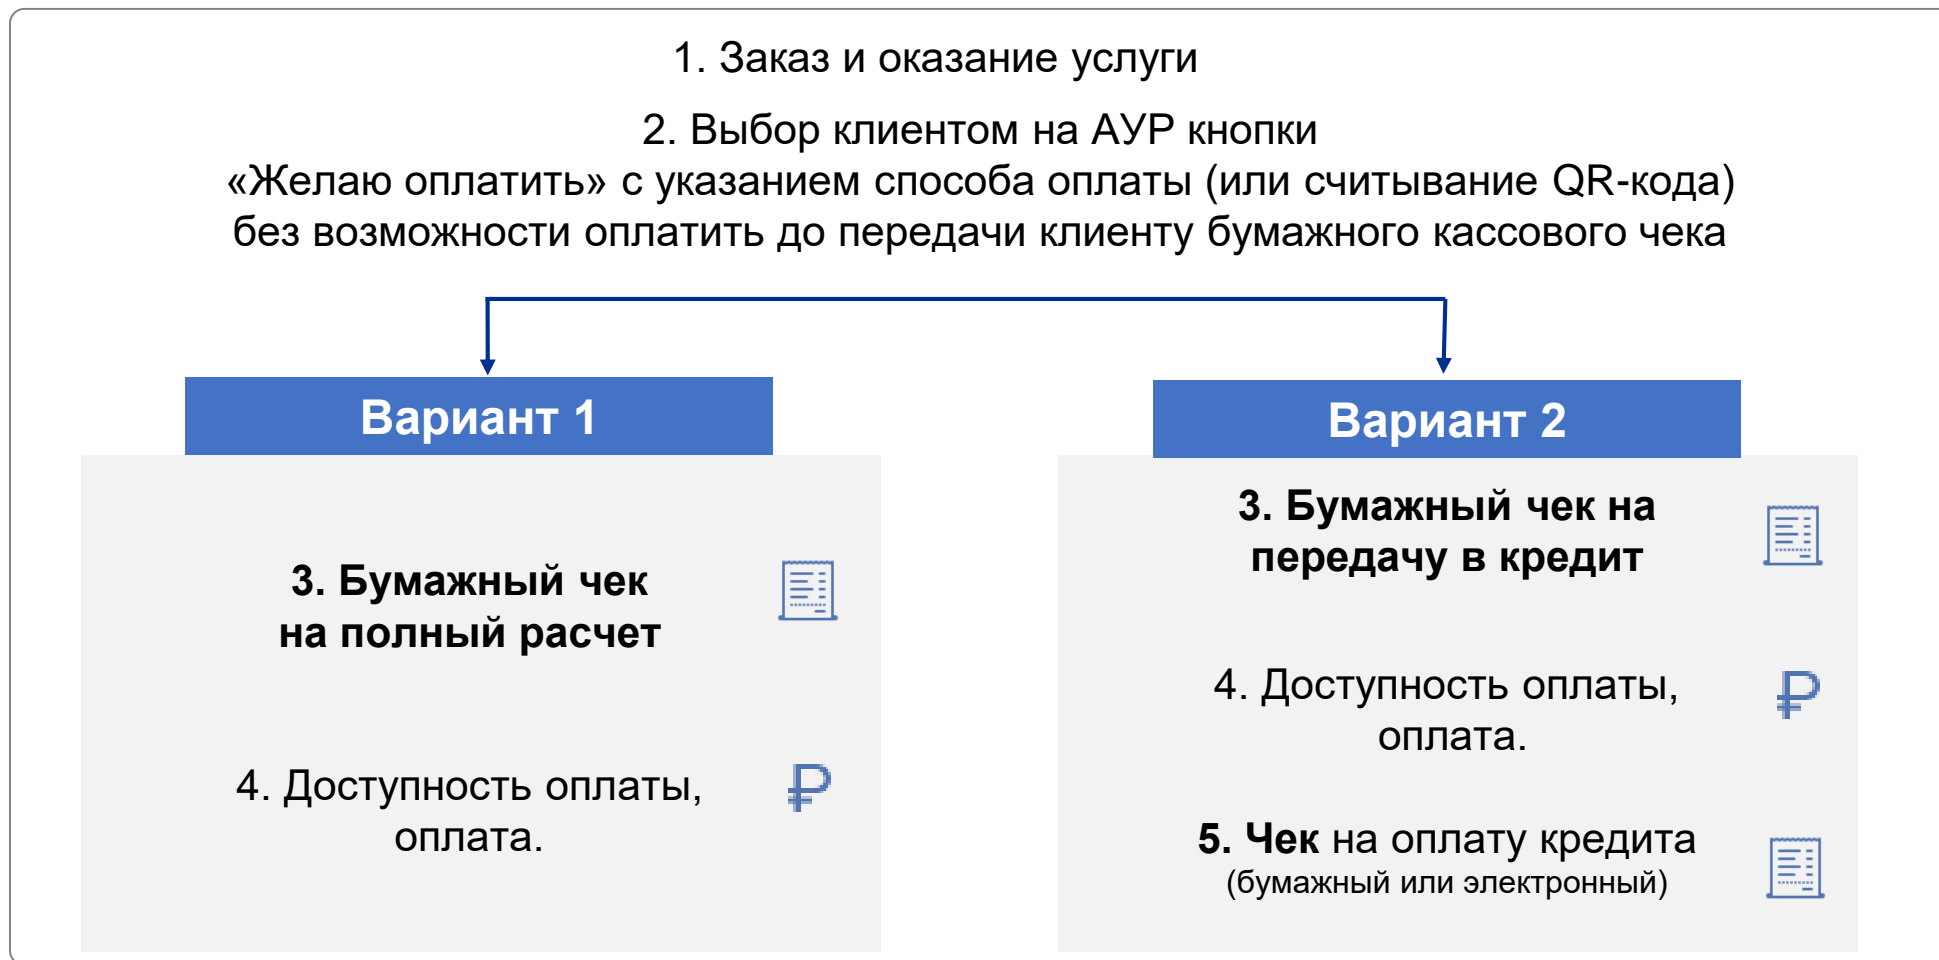 1. Заказ и оказание услуги
2. Выбор клиентом на АУР кнопки
«Желаю оплатить» с указанием способа оплаты (или считывание QR-кода)
без возможности оплатить до передачи клиенту бумажного кассового чека
Вариант 1
3. Бумажный чек
на полный расчет
4. Доступность оплаты,
оплата.
Вариант 2
3. Бумажный чек на
передачу в кредит
4. Доступность оплаты,
оплата.
5. Чек на оплату кредита
(бумажный или электронный)